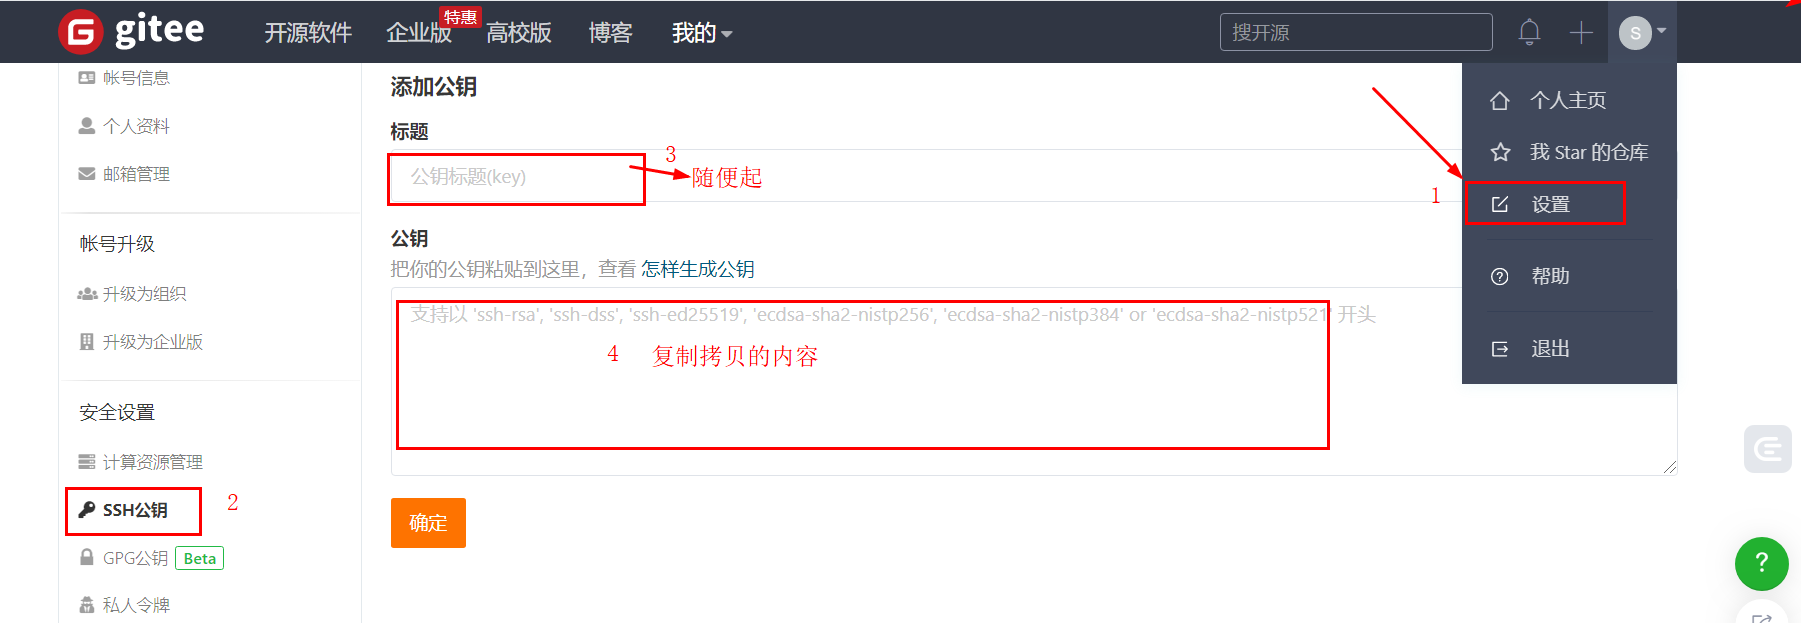 gitee
开源软件
企业版
特惠
高校版
博客
我的
搜开源
S
帐号信息
个人资料
邮箱管理
帐号升级
升级为组织
升级为企业版
安全设置
计算资源管理
SSH公钥
2
GPG公钥 Beta
私人令牌
添加公钥
标题
公钥标题(key)
3
随便起
公钥
把你的公钥粘贴到这里，查看 怎样生成公钥
支持以 'ssh-rsa', 'ssh-dss', 'ssh-ed25519', 'ecdsa-sha2-nistp256', 'ecdsa-sha2-nistp384' or 'ecdsa-sha2-nistp521' 开头
4 复制拷贝的内容
确定
个人主页
我 Star 的仓库
1
设置
帮助
退出
?